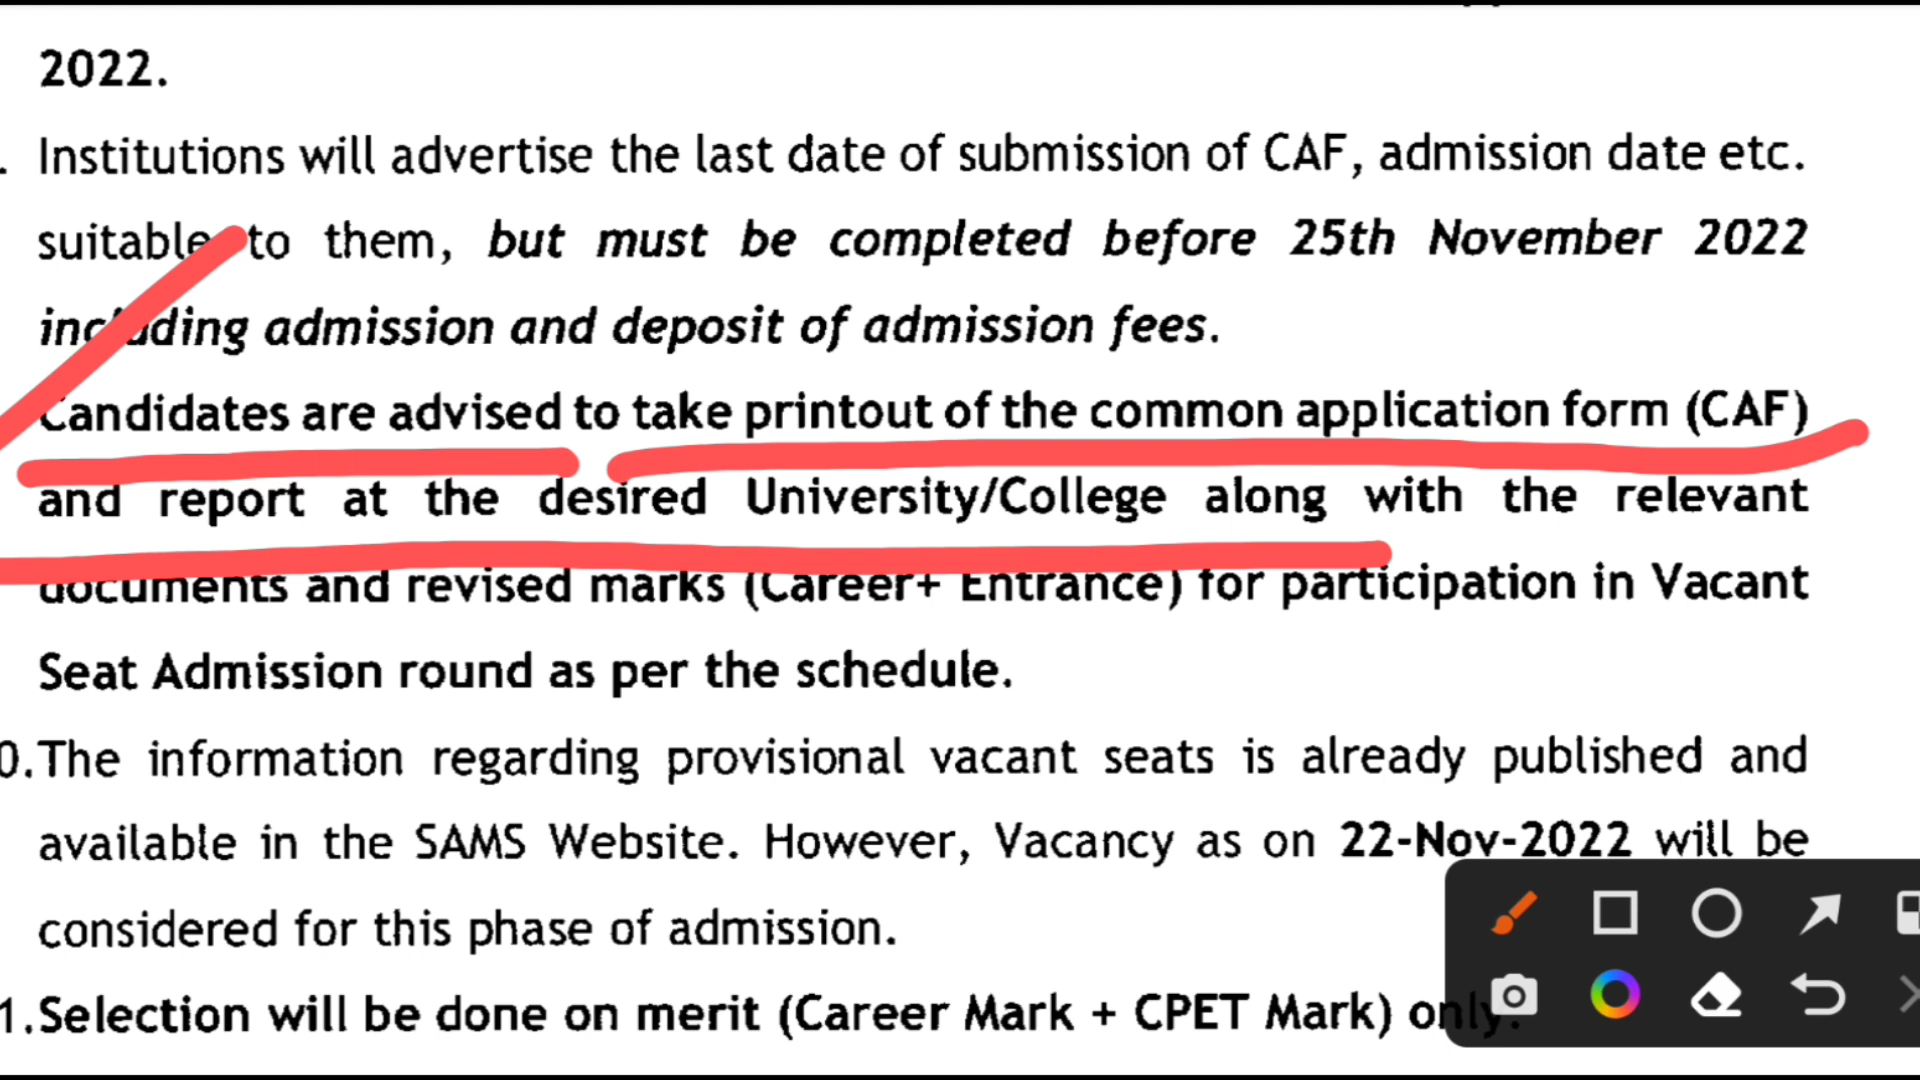 2022.
. Institutions will advertise the last date of submission of CAF, admission date etc.
suitable to them, but must be completed before 25th November 2022
including admission and deposit of admission fees.
Candidates are advised to take printout of the common application form (CAF)
and report at the desired University/College along with the relevant
documents and revised marks (Career+ Entrance) for participation in Vacant
Seat Admission round as per the schedule.
0.The information regarding provisional vacant seats is already published and
available in the SAMS Website. However, Vacancy as on 22-Nov-2022 will be
considered for this phase of admission.
1.Selection will be done on merit (Career Mark + CPET Mark) only.